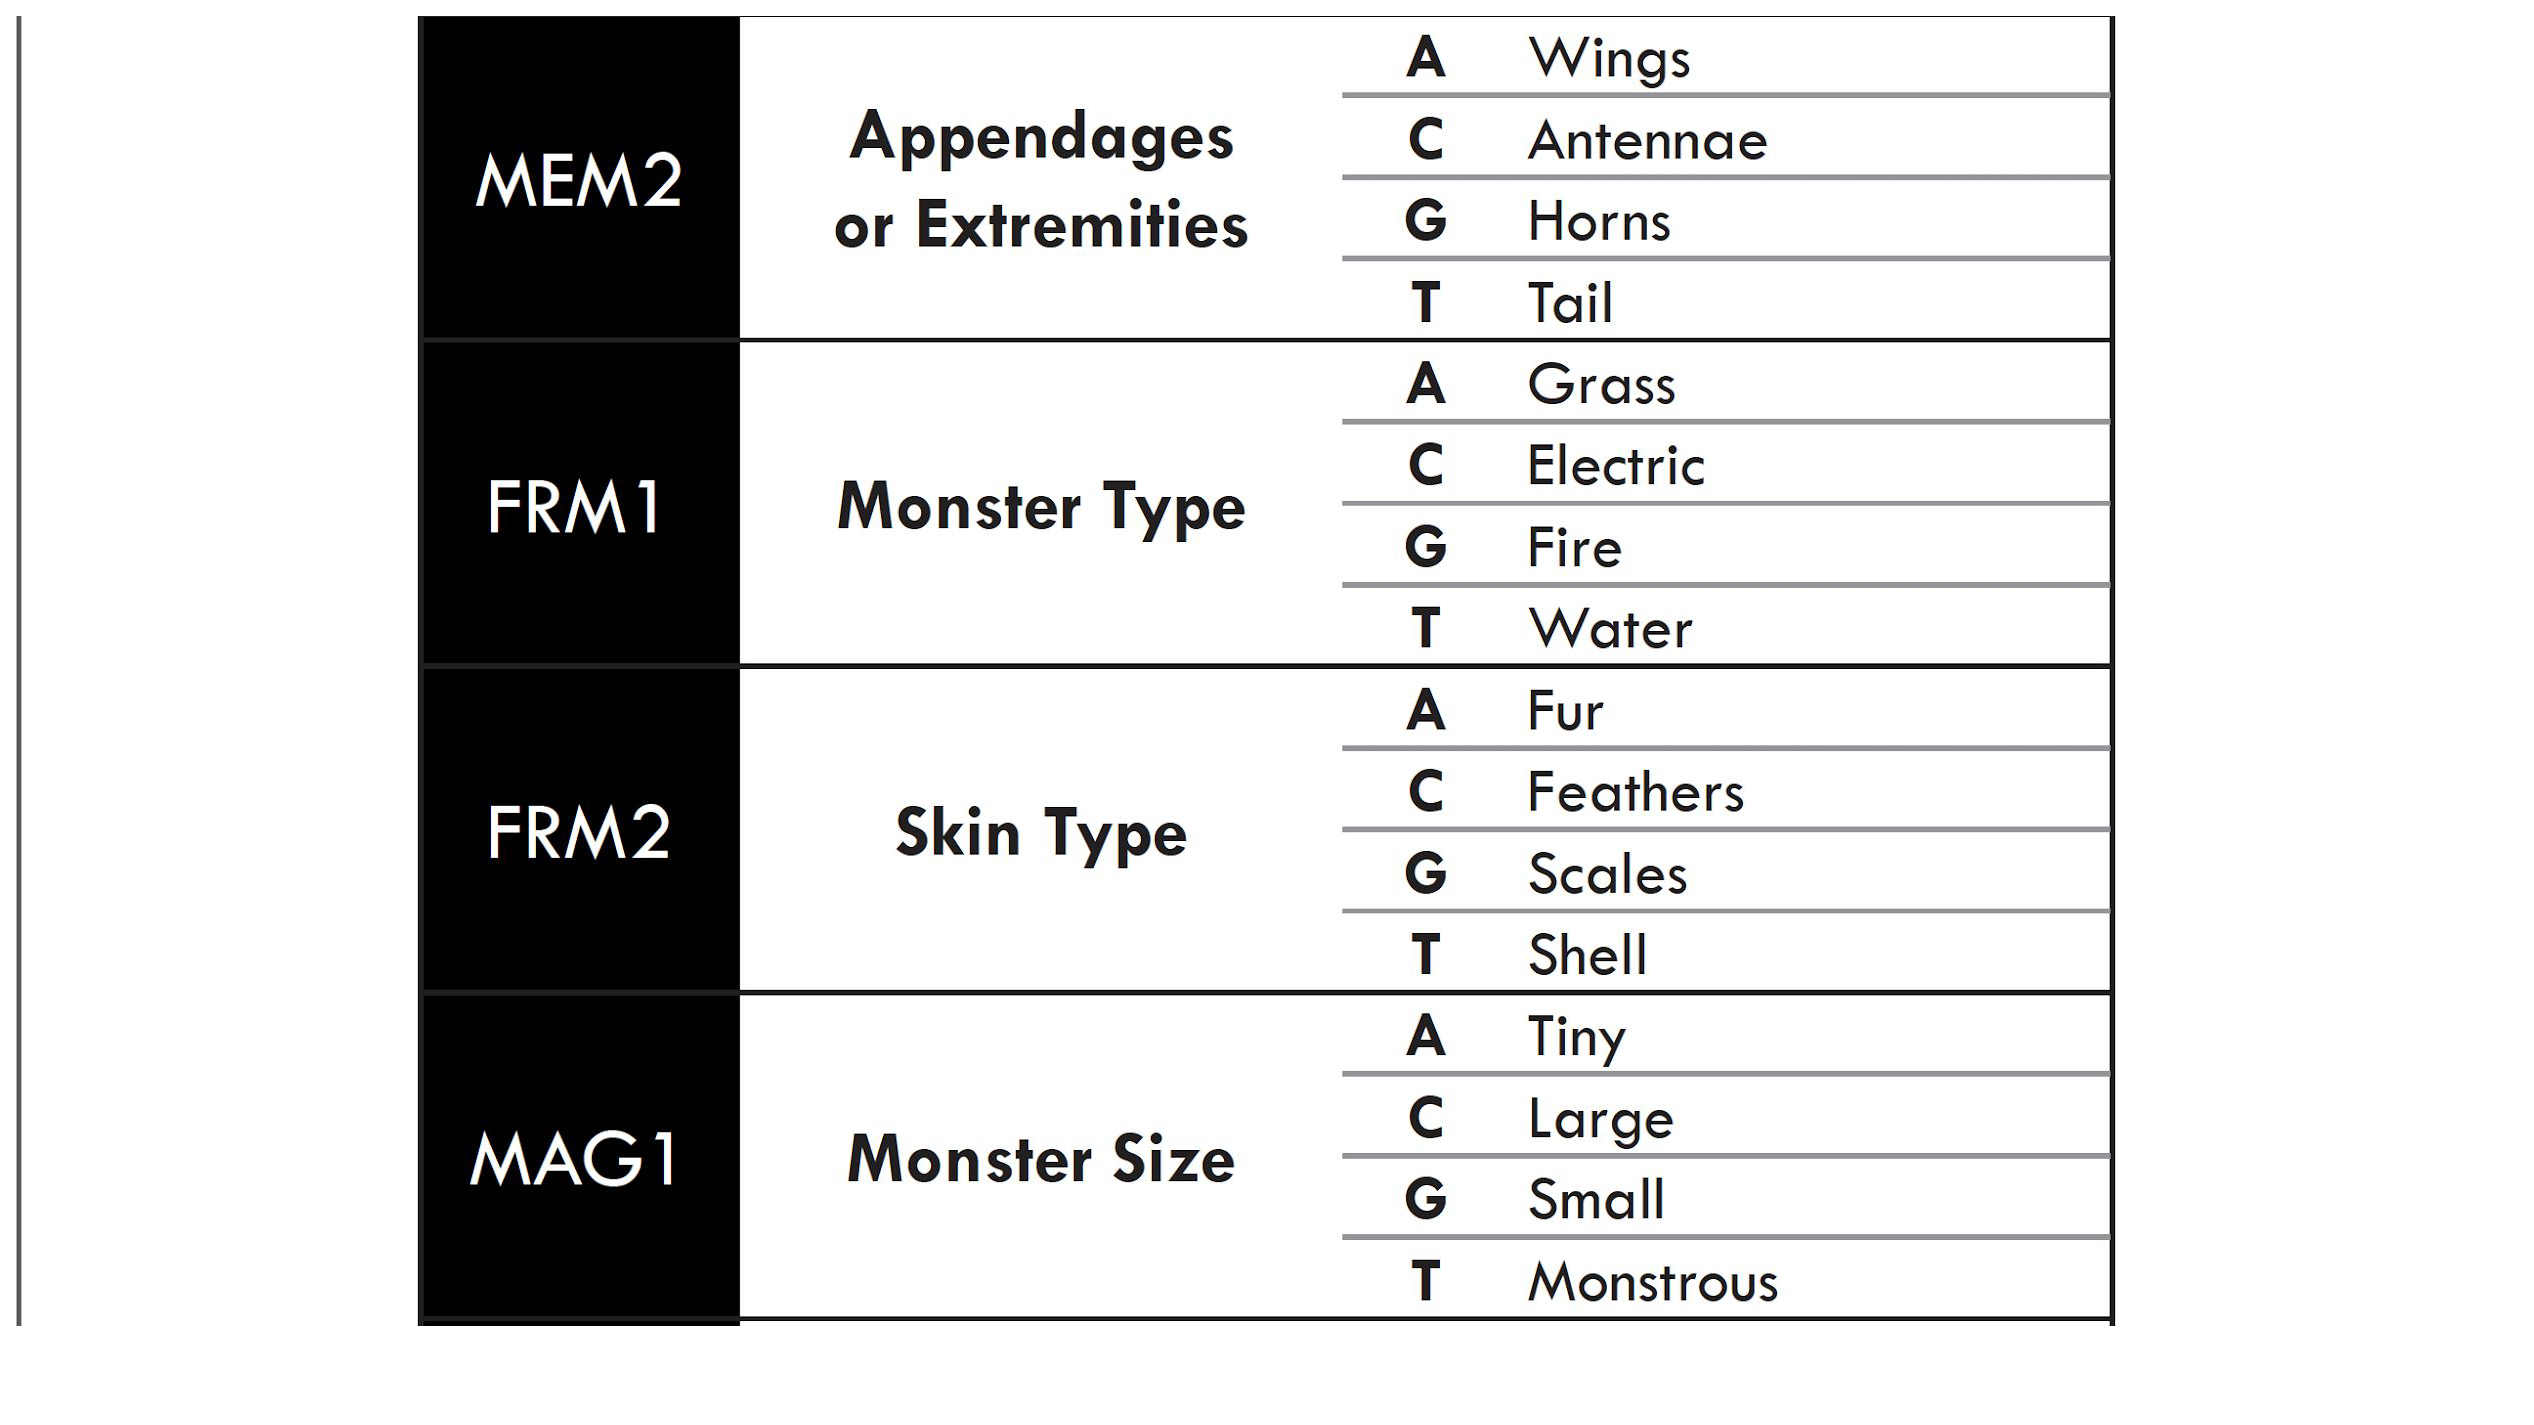 MEM2
Appendages
or Extremities
A Wings
C Antennae
G Horns
T Tail
FRM1
Monster Type
A Grass
C Electric
G Fire
T Water
FRM2
Skin Type
A Fur
C Feathers
G Scales
T Shell
MAG1
Monster Size
A Tiny
C Large
G Small
T Monstrous